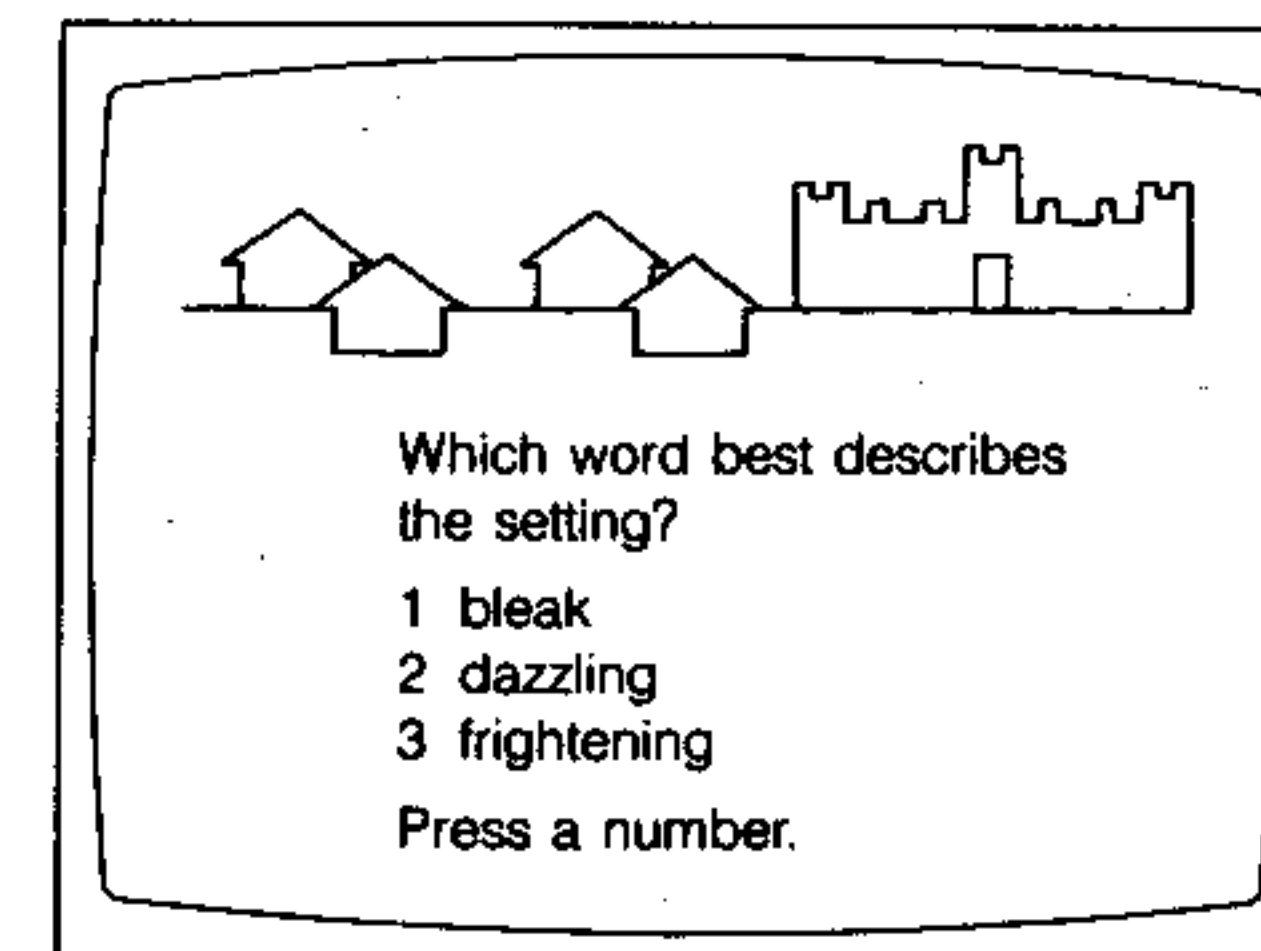 Which word best describes
the setting?
1 bleak
2 dazzling
3 frightening
Press a number.